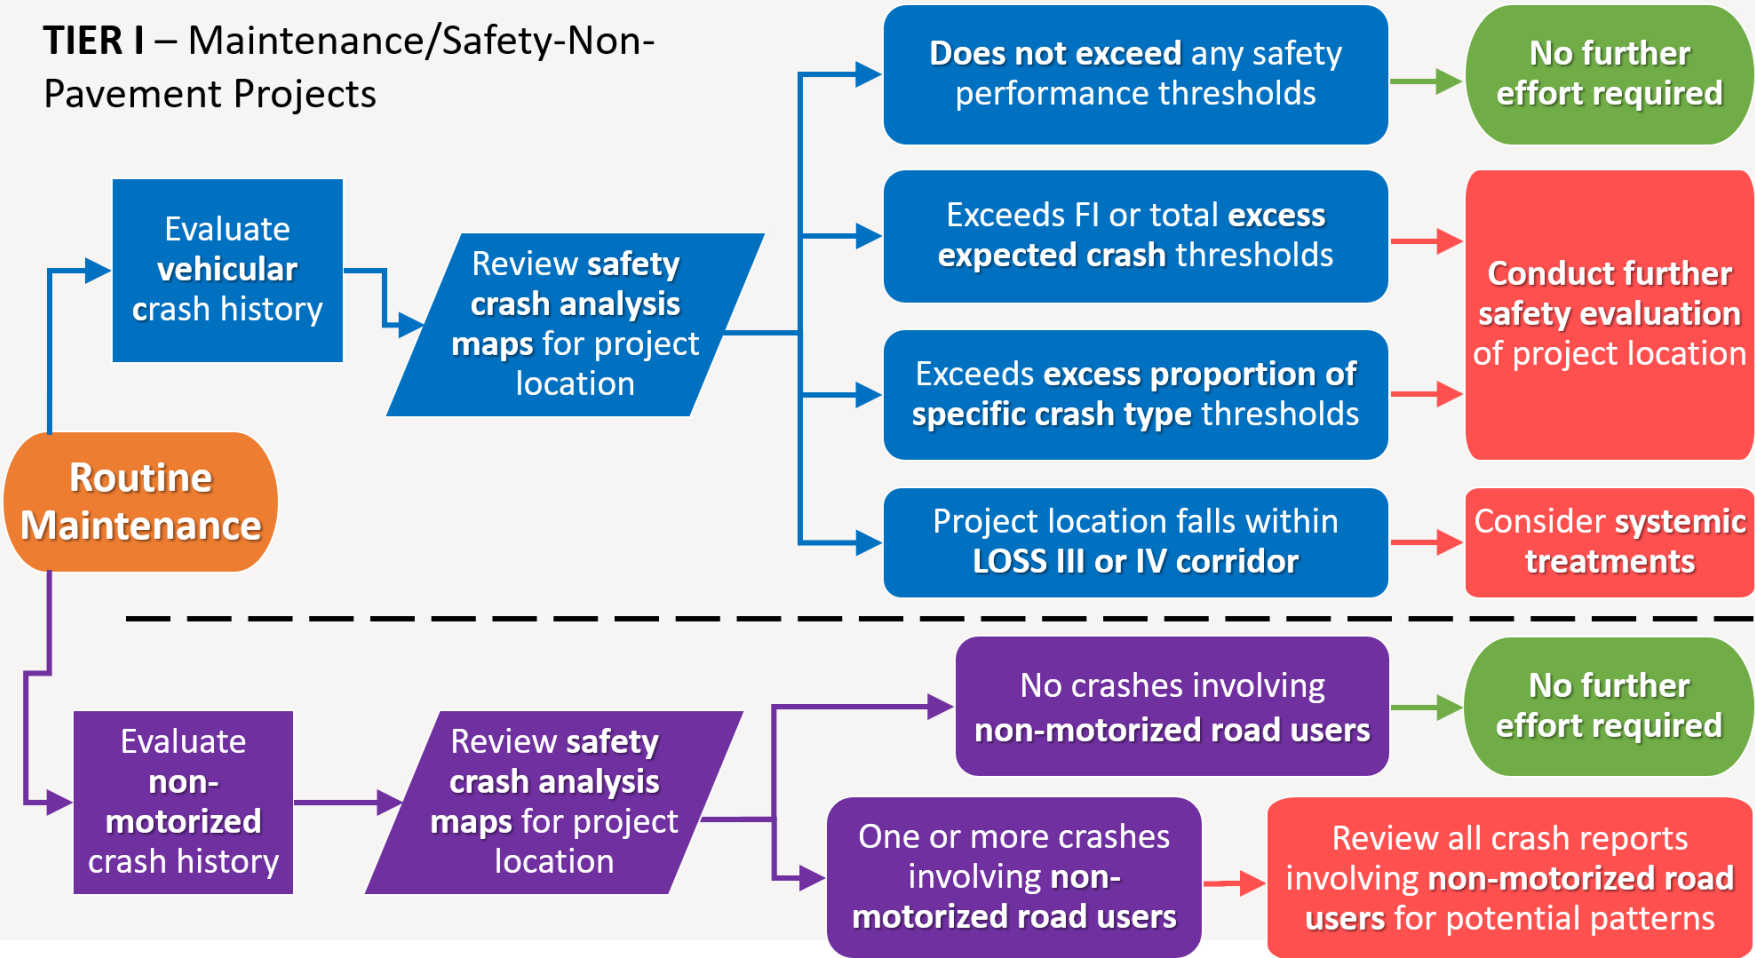 TIER I – Maintenance/Safety-Non-
Pavement Projects
Routine
Maintenance
Evaluate
vehicular
crash history
Review safety
crash analysis
maps for project
location
Does not exceed any safety
performance thresholds
No further
effort required
Exceeds FI or total excess
expected crash thresholds
Exceeds excess proportion of
specific crash type thresholds
Conduct further
safety evaluation
of project location
Project location falls within
LOSS III or IV corridor
Consider systemic
treatments
Evaluate
non-
motorized
crash history
Review safety
crash analysis
maps for project
location
No crashes involving
non-motorized road users
No further
effort required
One or more crashes
involving non-
motorized road users
Review all crash reports
involving non-motorized road
users for potential patterns